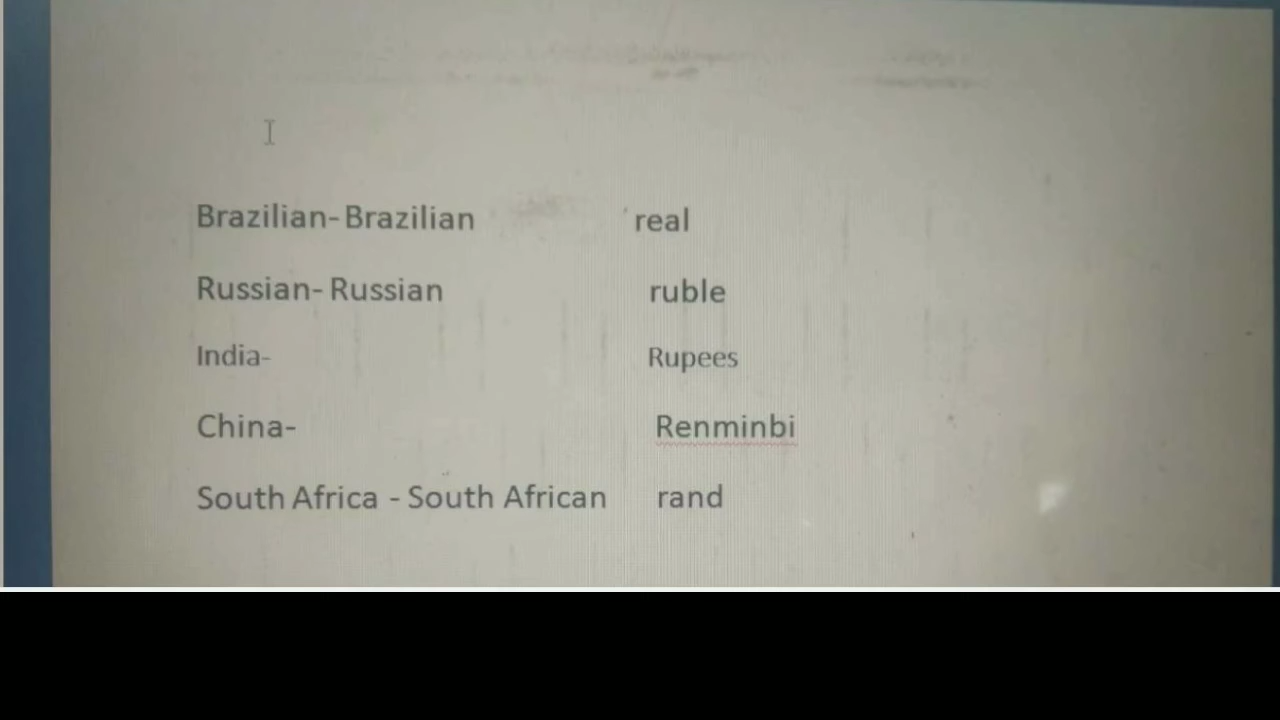 Brazilian- Brazilian real
Russian- Russian ruble
India- Rupees
China- Renminbi
South Africa - South African rand